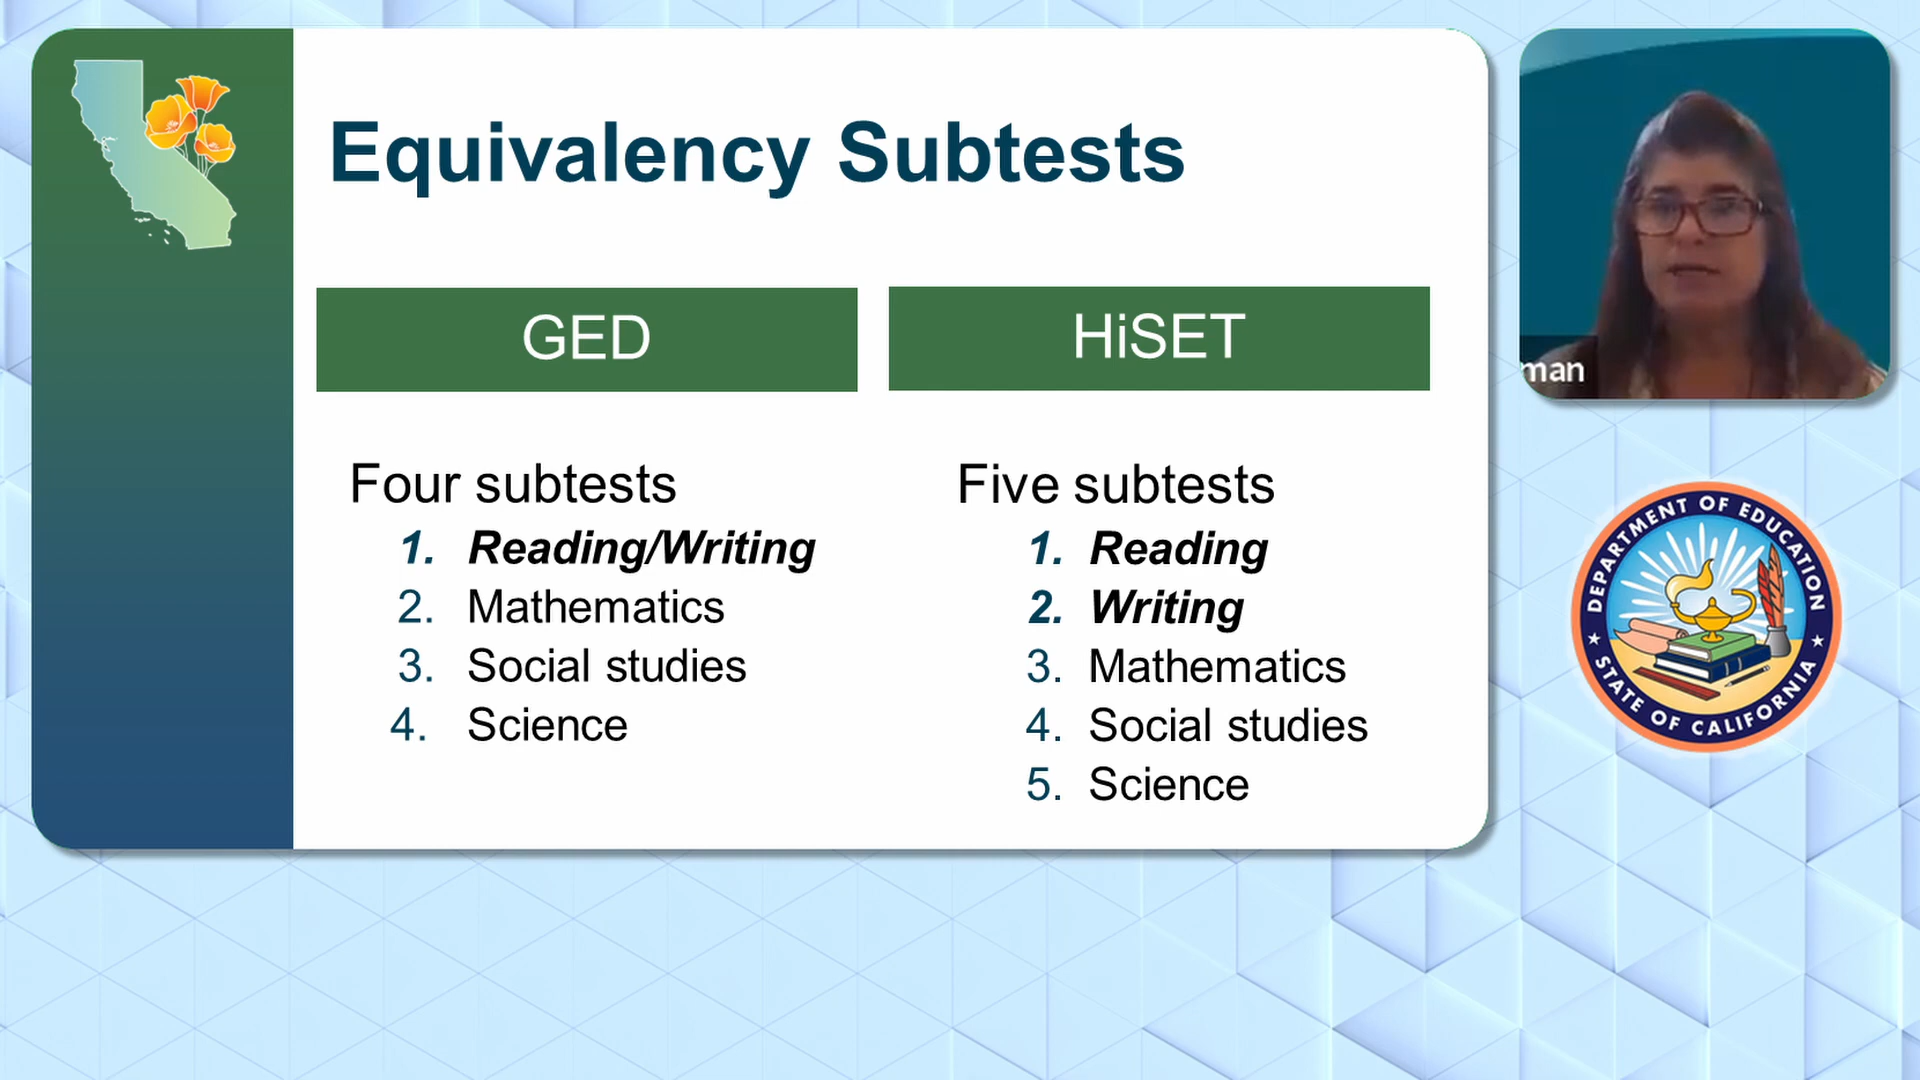 Equivalency Subtests
GED
Four subtests
1. Reading/Writing
2. Mathematics
3. Social studies
4. Science
HiSET
Five subtests
1. Reading
2. Writing
3. Mathematics
4. Social studies
5. Science
man
DEPARTMENT OF EDUCATION
STATE OF CALIFORNIA